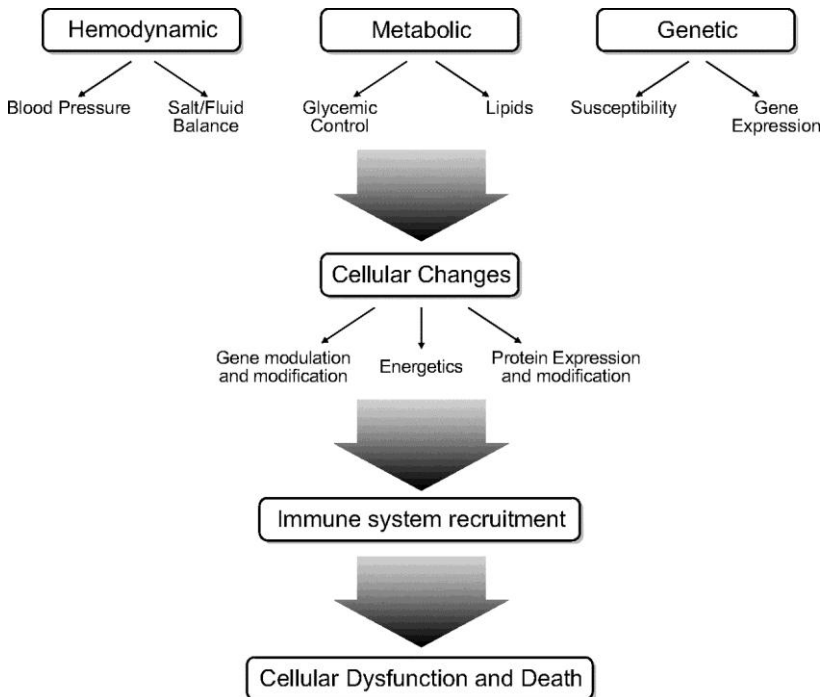 Hemodynamic
Metabolic
Genetic
Blood Pressure
Salt/Fluid
Balance
Glycemic
Control
Lipids
Susceptibility
Gene
Expression
Cellular Changes
Gene modulation
and modification
Energetics
Protein Expression
and modification
Immune system recruitment
Cellular Dysfunction and Death